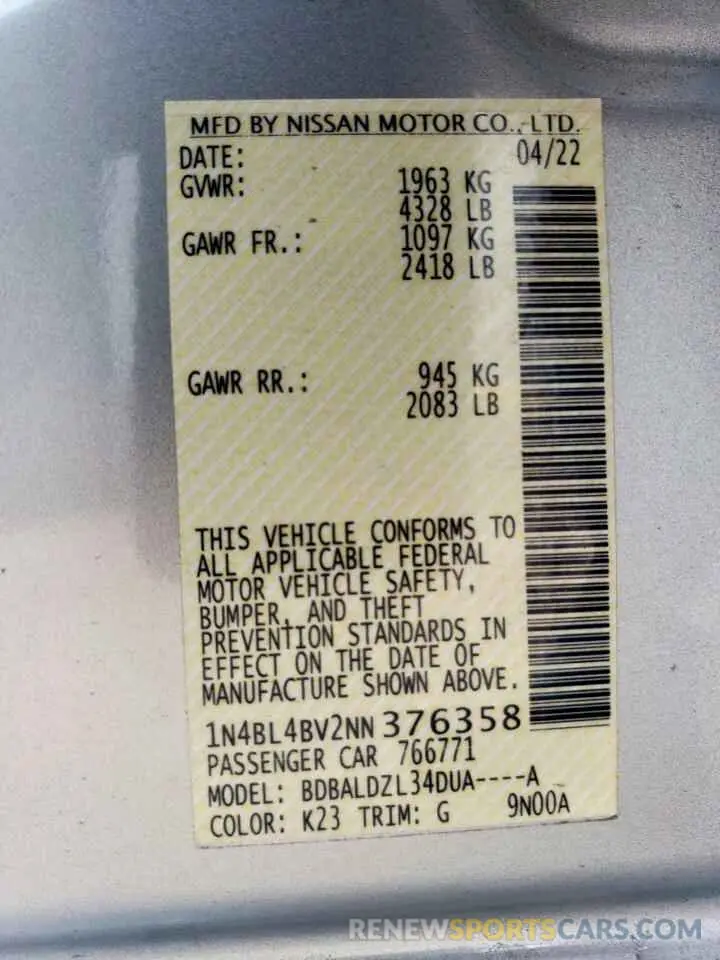 MFD BY NISSAN MOTOR CO., LTD.
DATE: 04/22
GVWR: 1963 KG
4328 LB
GAWR FR.: 1097 KG
2418 LB
GAWR RR.: 945 KG
2083 LB
THIS VEHICLE CONFORMS TO
ALL APPLICABLE FEDERAL
MOTOR VEHICLE SAFETY,
BUMPER, AND THEFT
PREVENTION STANDARDS IN
EFFECT ON THE DATE OF
MANUFACTURE SHOWN ABOVE.
1N4BL4BV2NN376358
PASSENGER CAR 766771
MODEL: BDBALDZL34DUA----A
COLOR: K23 TRIM: G 9N00A
RENEWSPORTSCARS.COM